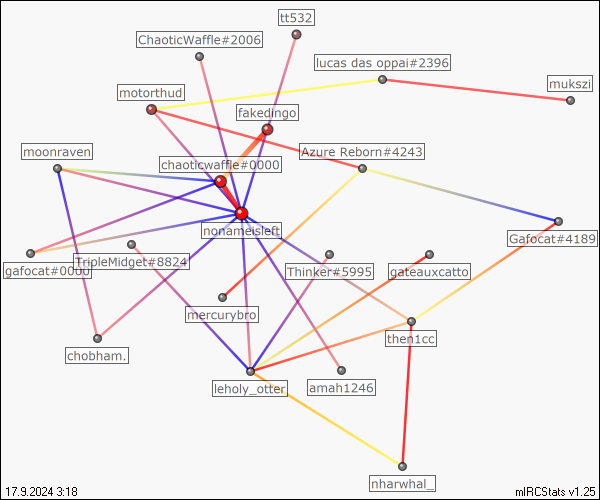 tt532
ChaoticWaffle#2006
lucas das oppai#2396
mukszi
motorthud
fakedingo
moonraven
Azure Reborn#4243
chaoticwaffle#0000
nonameisleft
Gafocat#4189
gafocat#0000
TripleMidget#8824
Thinker#5995
gateauxcatto
mercurybro
then1cc
chobham.
leholy_otter
amah1246
nharwhal_
17.9.2024 3:18
mIRCStats v1.25